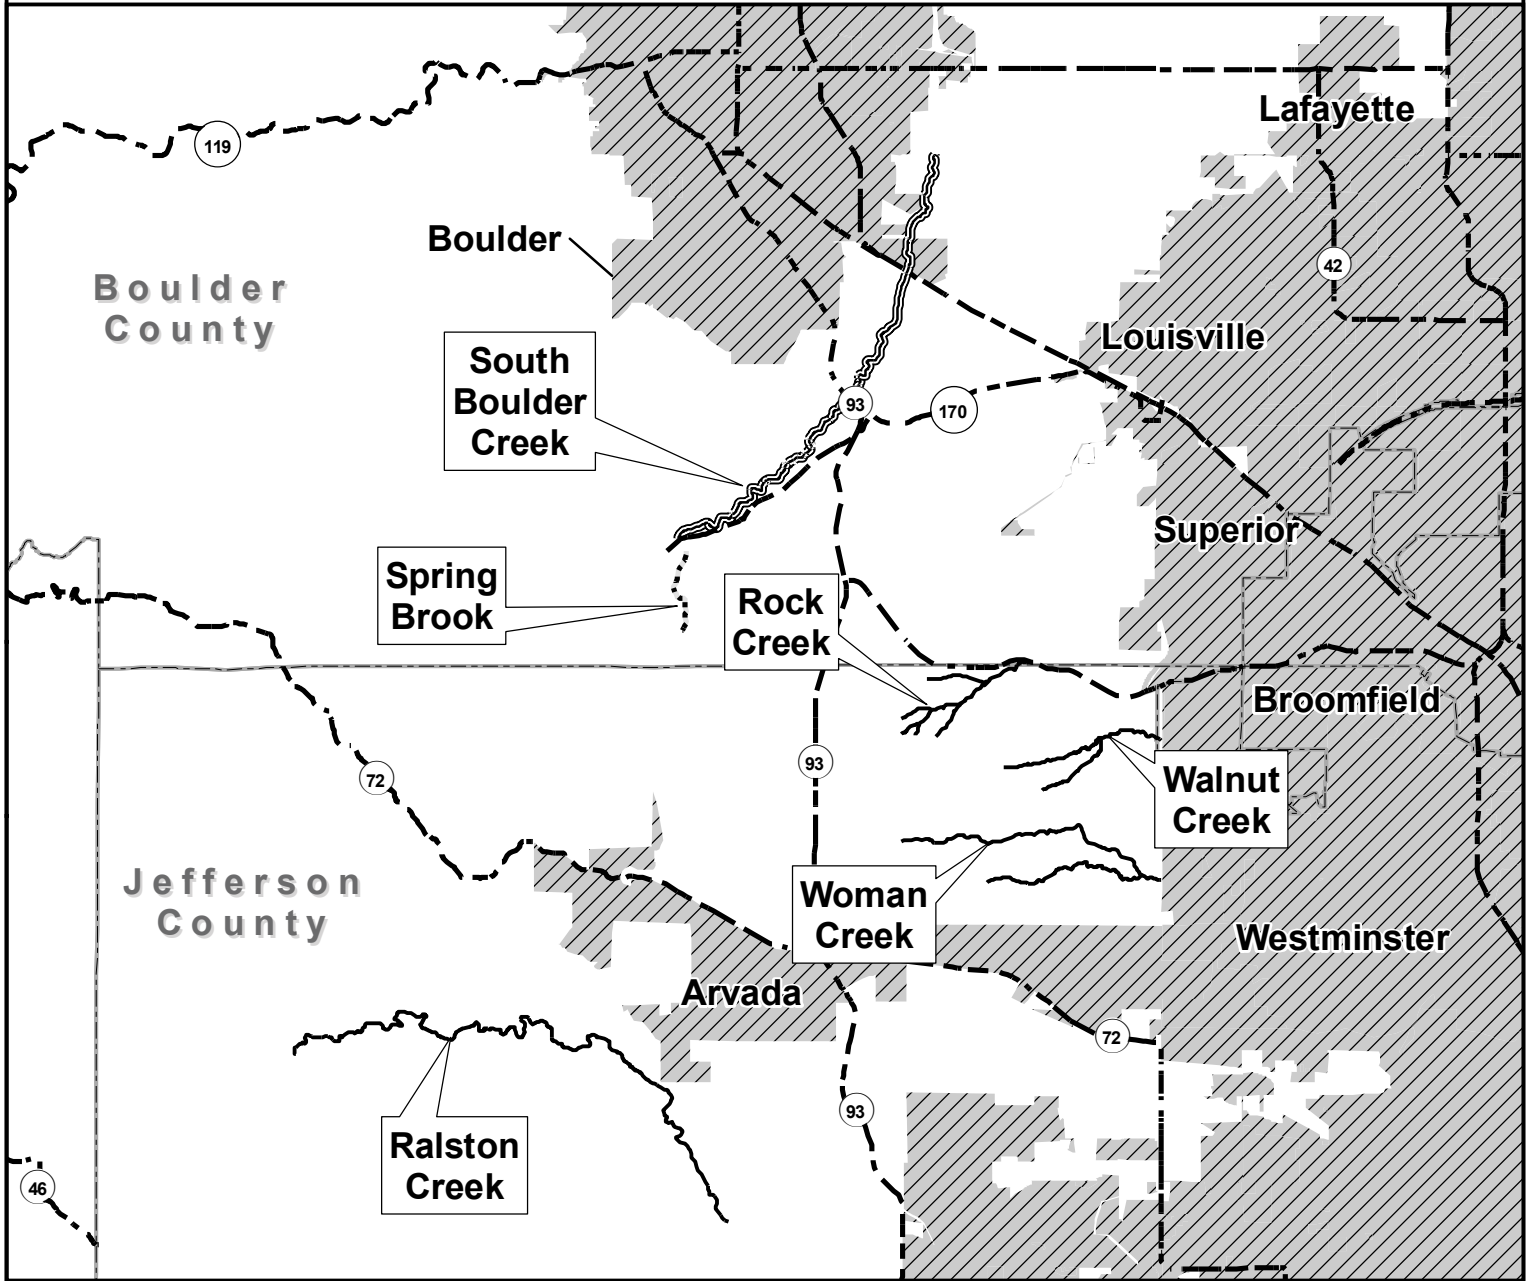 Lafayette
119
Boulder
42
Boulder
County
Louisville
South
Boulder
Creek
93
170
Superior
Spring
Brook
Rock
Creek
Broomfield
93
72
Walnut
Creek
Jefferson
County
Woman
Creek
Westminster
Arvada
72
93
Ralston
Creek
46